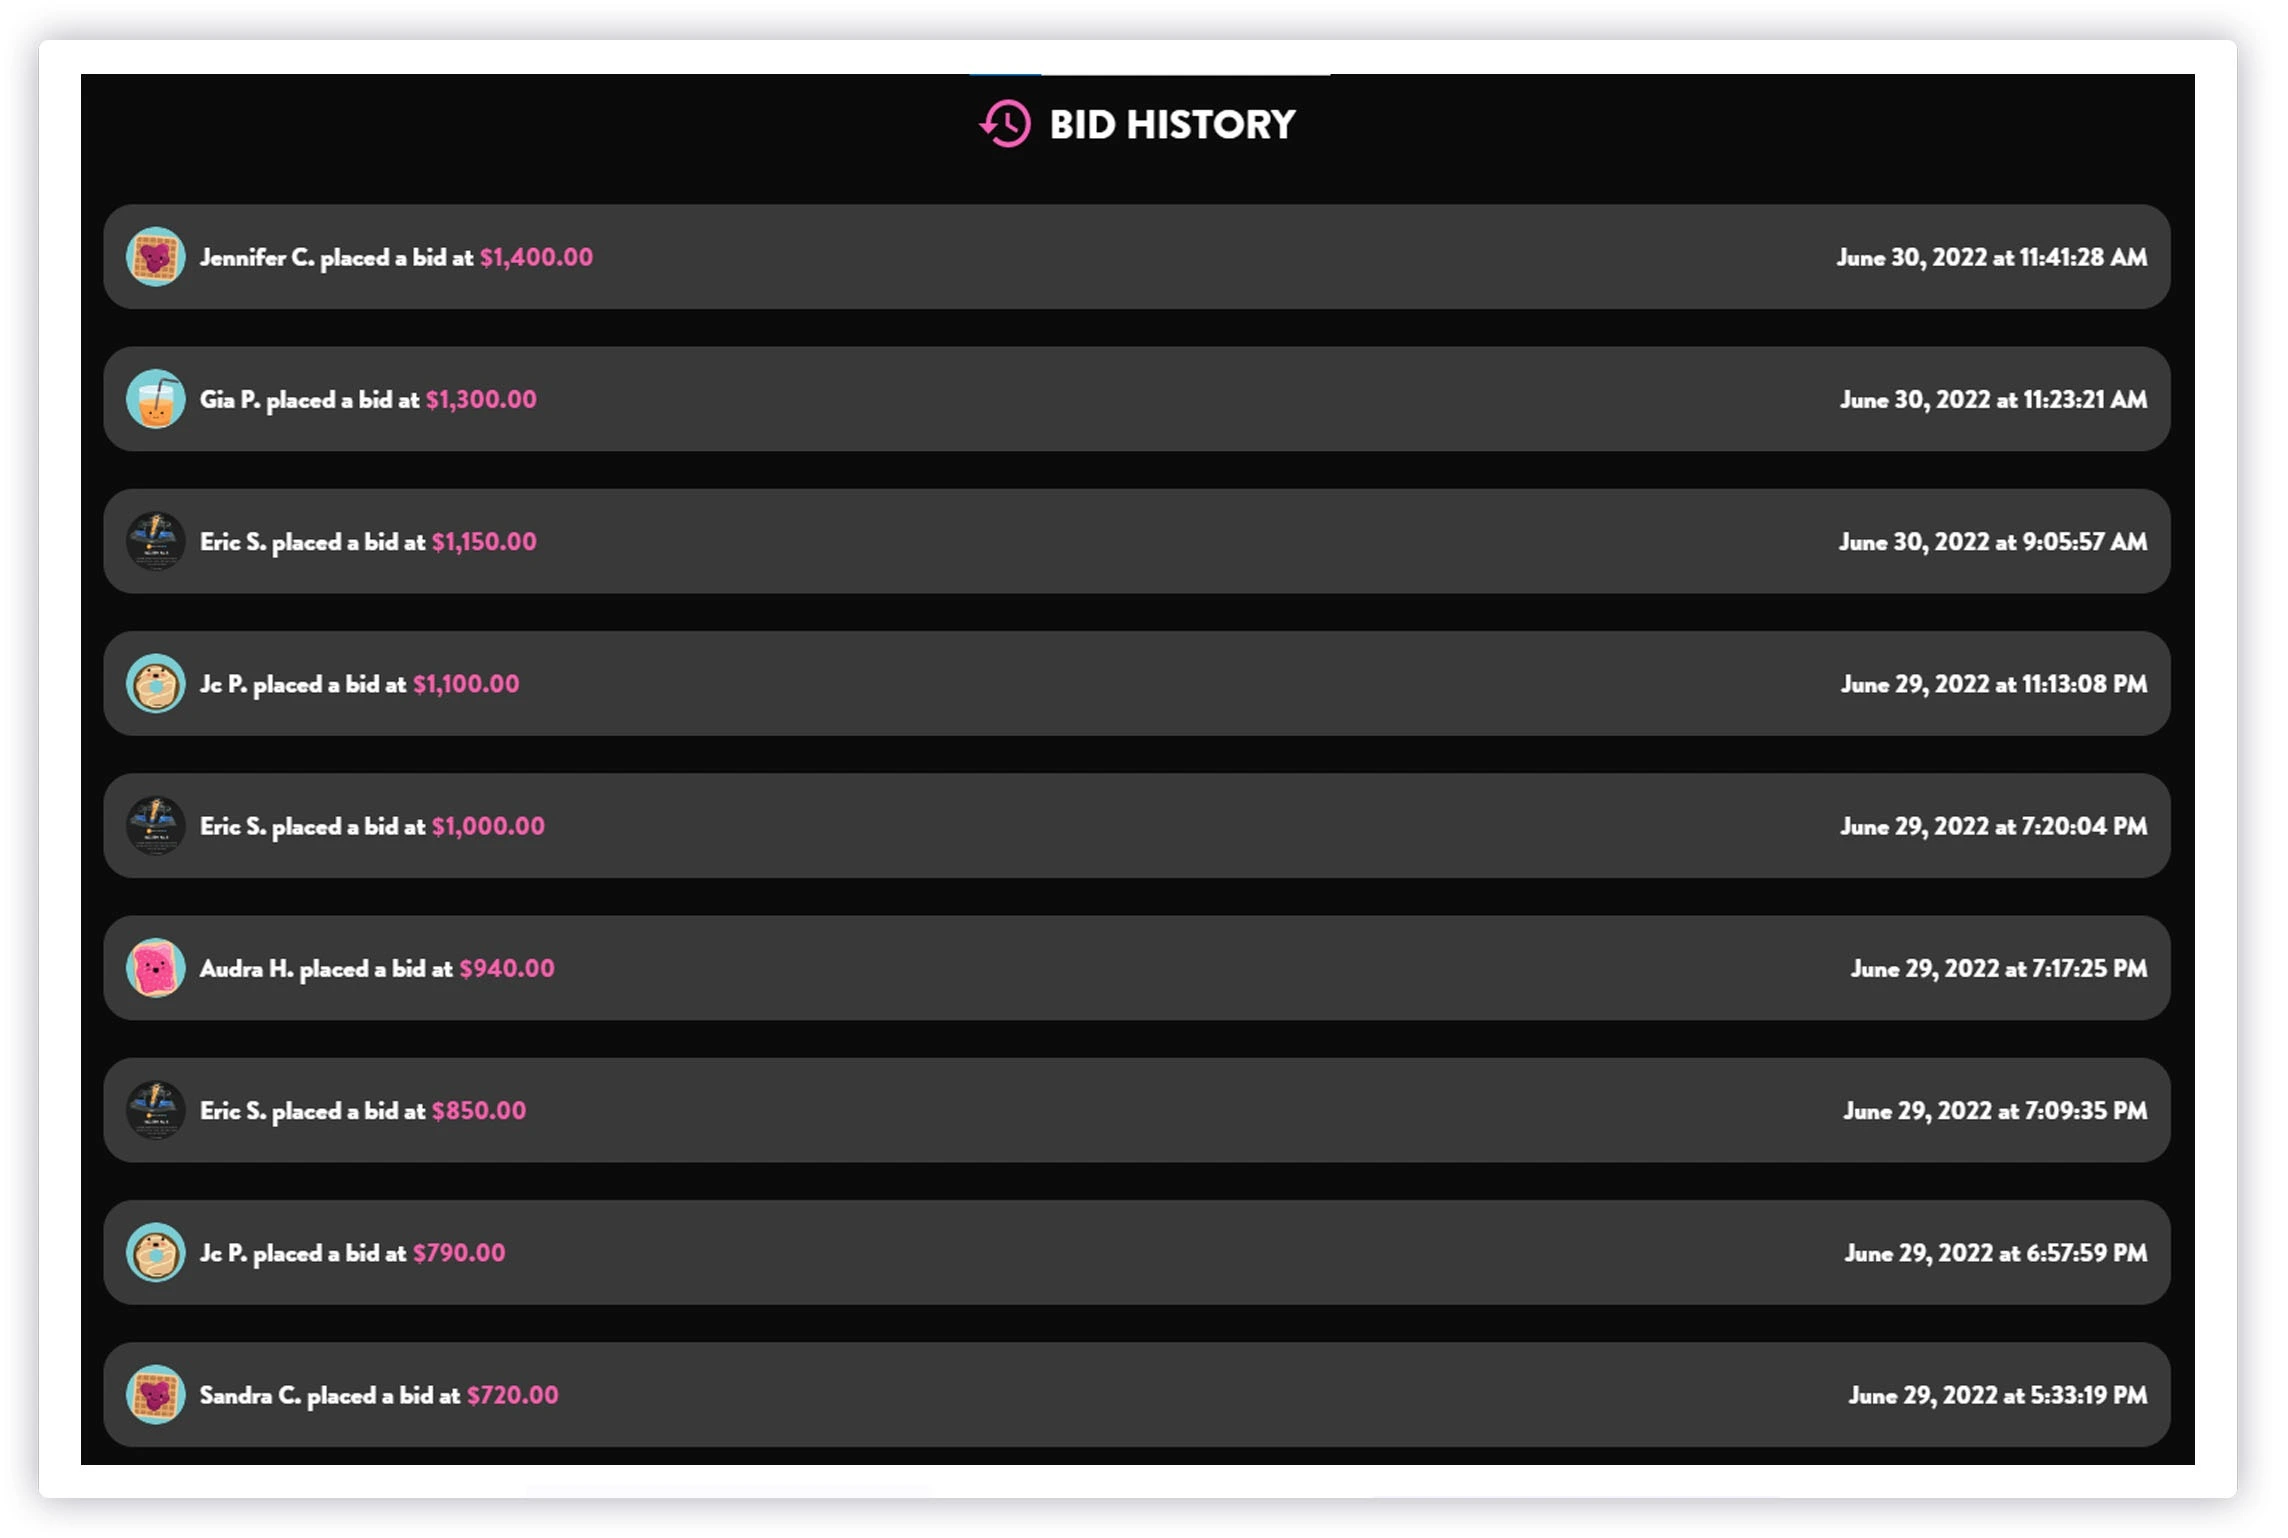 BID HISTORY
Jennifer C. placed a bid at $1,400.00 June 30, 2022 at 11:41:28 AM
Gia P. placed a bid at $1,300.00 June 30, 2022 at 11:23:21 AM
Eric S. placed a bid at $1,150.00 June 30, 2022 at 9:05:57 AM
Jc P. placed a bid at $1,100.00 June 29, 2022 at 11:13:08 PM
Eric S. placed a bid at $1,000.00 June 29, 2022 at 7:20:04 PM
Audra H. placed a bid at $940.00 June 29, 2022 at 7:17:25 PM
Eric S. placed a bid at $850.00 June 29, 2022 at 7:09:35 PM
Jc P. placed a bid at $790.00 June 29, 2022 at 6:57:59 PM
Sandra C. placed a bid at $720.00 June 29, 2022 at 5:33:19 PM